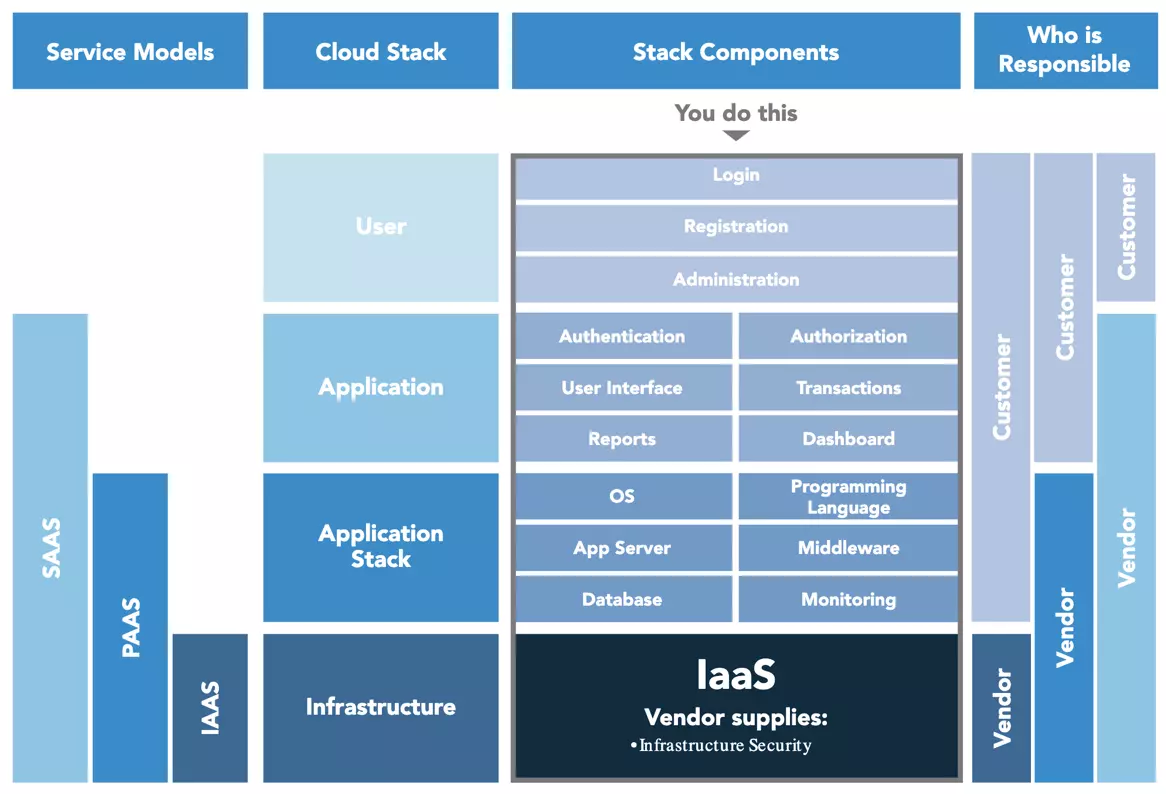 Service Models
Cloud Stack
Stack Components
Who is
Responsible
You do this
User
Login
Registration
Administration
Application
Authentication
Authorization
User Interface
Transactions
Reports
Dashboard
Application
Stack
OS
Programming
Language
App Server
Middleware
Database
Monitoring
Infrastructure
IaaS
Vendor supplies:
•Infrastructure Security
SAAS
PAAS
IAAS
Customer
Vendor
Customer
Vendor
Customer
Vendor